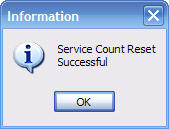 Information
Service Count Reset
Successful
OK